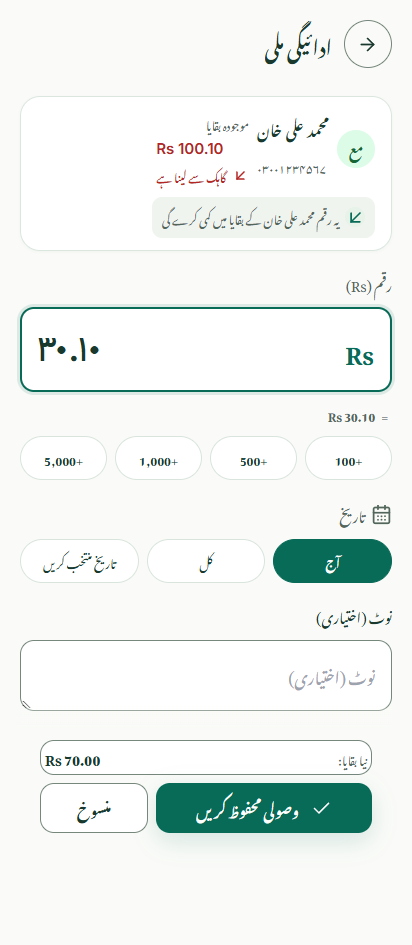 ادائیگی ملی
مع
محمد علی خان
۰۳۰۰۱۲۳۴۵۶۷
موجودہ بقایا
Rs 100.10
گاہک سے لینا ہے
یہ رقم محمد علی خان کے بقایا میں کمی کرے گی
رقم (Rs)
Rs ۳۰.۱۰
= Rs 30.10
+100 +500 +1,000 +5,000
تاریخ
آج کل تاریخ منتخب کریں
نوٹ (اختیاری)
نوٹ (اختیاری)
نیا بقایا: Rs 70.00
وصولی محفوظ کریں منسوخ